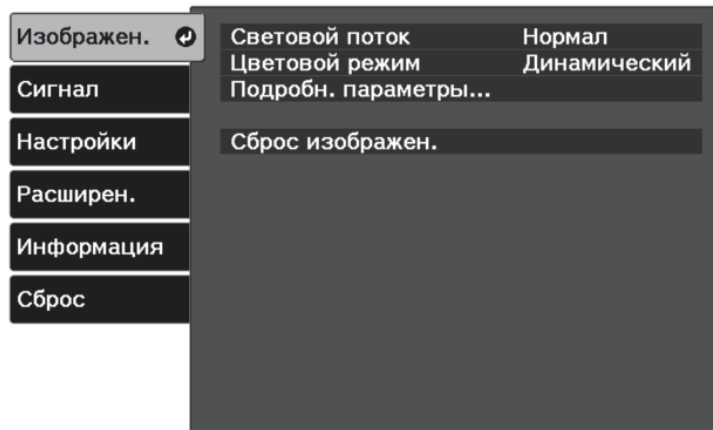 Изображен.
Сигнал
Настройки
Расширен.
Информация
Сброс
Световой поток Нормал
Цветовой режим Динамический
Подробн. параметры...
Сброс изображен.